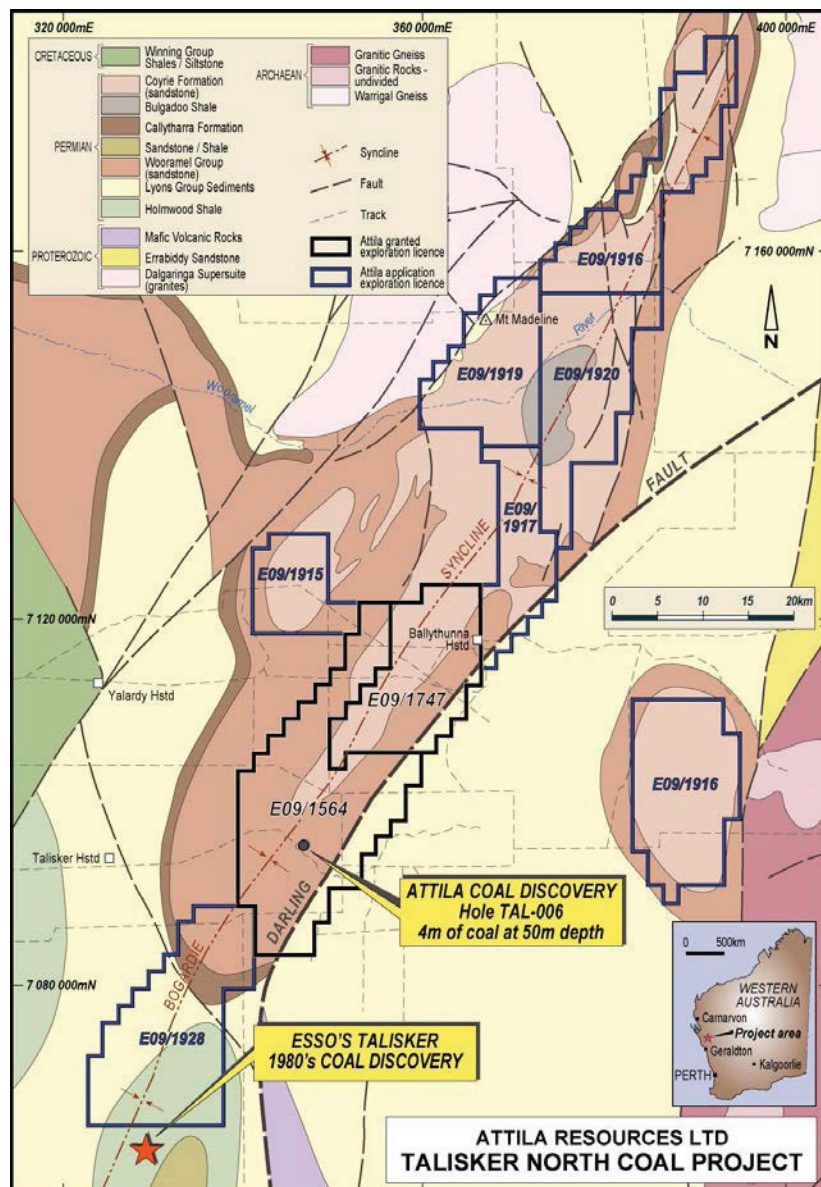 320 000mE
360 000mE
400 000mE
CRETACEOUS
Winning Group
Shales / Siltstone
PERMIAN
Coyrie Formation
(sandstone)
Bulgadoo Shale
Callytharra Formation
Sandstone / Shale
Wooramel Group
(sandstone)
Lyons Group Sediments
Holmwood Shale
PROTEROZOIC
Mafic Volcanic Rocks
Errabiddy Sandstone
Dalgaringa Supersuite
(granites)
ARCHAEAN
Granitic Gneiss
Granitic Rocks -
undivided
Warrigal Gneiss
Syncline
Fault
Track
Attila granted
exploration licence
Attila application
exploration licence
7 160 000mN
E09/1916
Mt Madeline
River
N
E09/1919
E09/1920
Wooramel
FAULT
E09/
1917
SYNCLINE
E09/1915
0 5 10 15 20km
7 120 000mN
Ballythunna
Hstd
Yalardy Hstd
E09/1747
E09/1916
E09/1564
Talisker Hstd
DARLING
ATTILA COAL DISCOVERY
Hole TAL-006
4m of coal at 50m depth
BOGARDIE
7 080 000mN
E09/1928
ESSO'S TALISKER
1980's COAL DISCOVERY
0 500km
WESTERN
AUSTRALIA
Carnarvon
Project area
Geraldton
Kalgoorlie
PERTH
ATTILA RESOURCES LTD
TALISKER NORTH COAL PROJECT